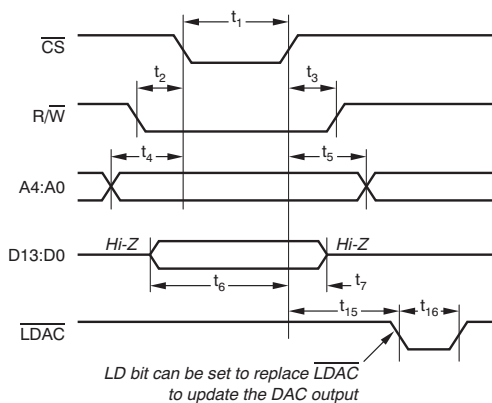 t1
CS
t2
t3
R/W
t4
t5
A4:A0
Hi-Z
Hi-Z
D13:D0
t6
t7
t15
t16
LDAC
LD bit can be set to replace LDAC
to update the DAC output